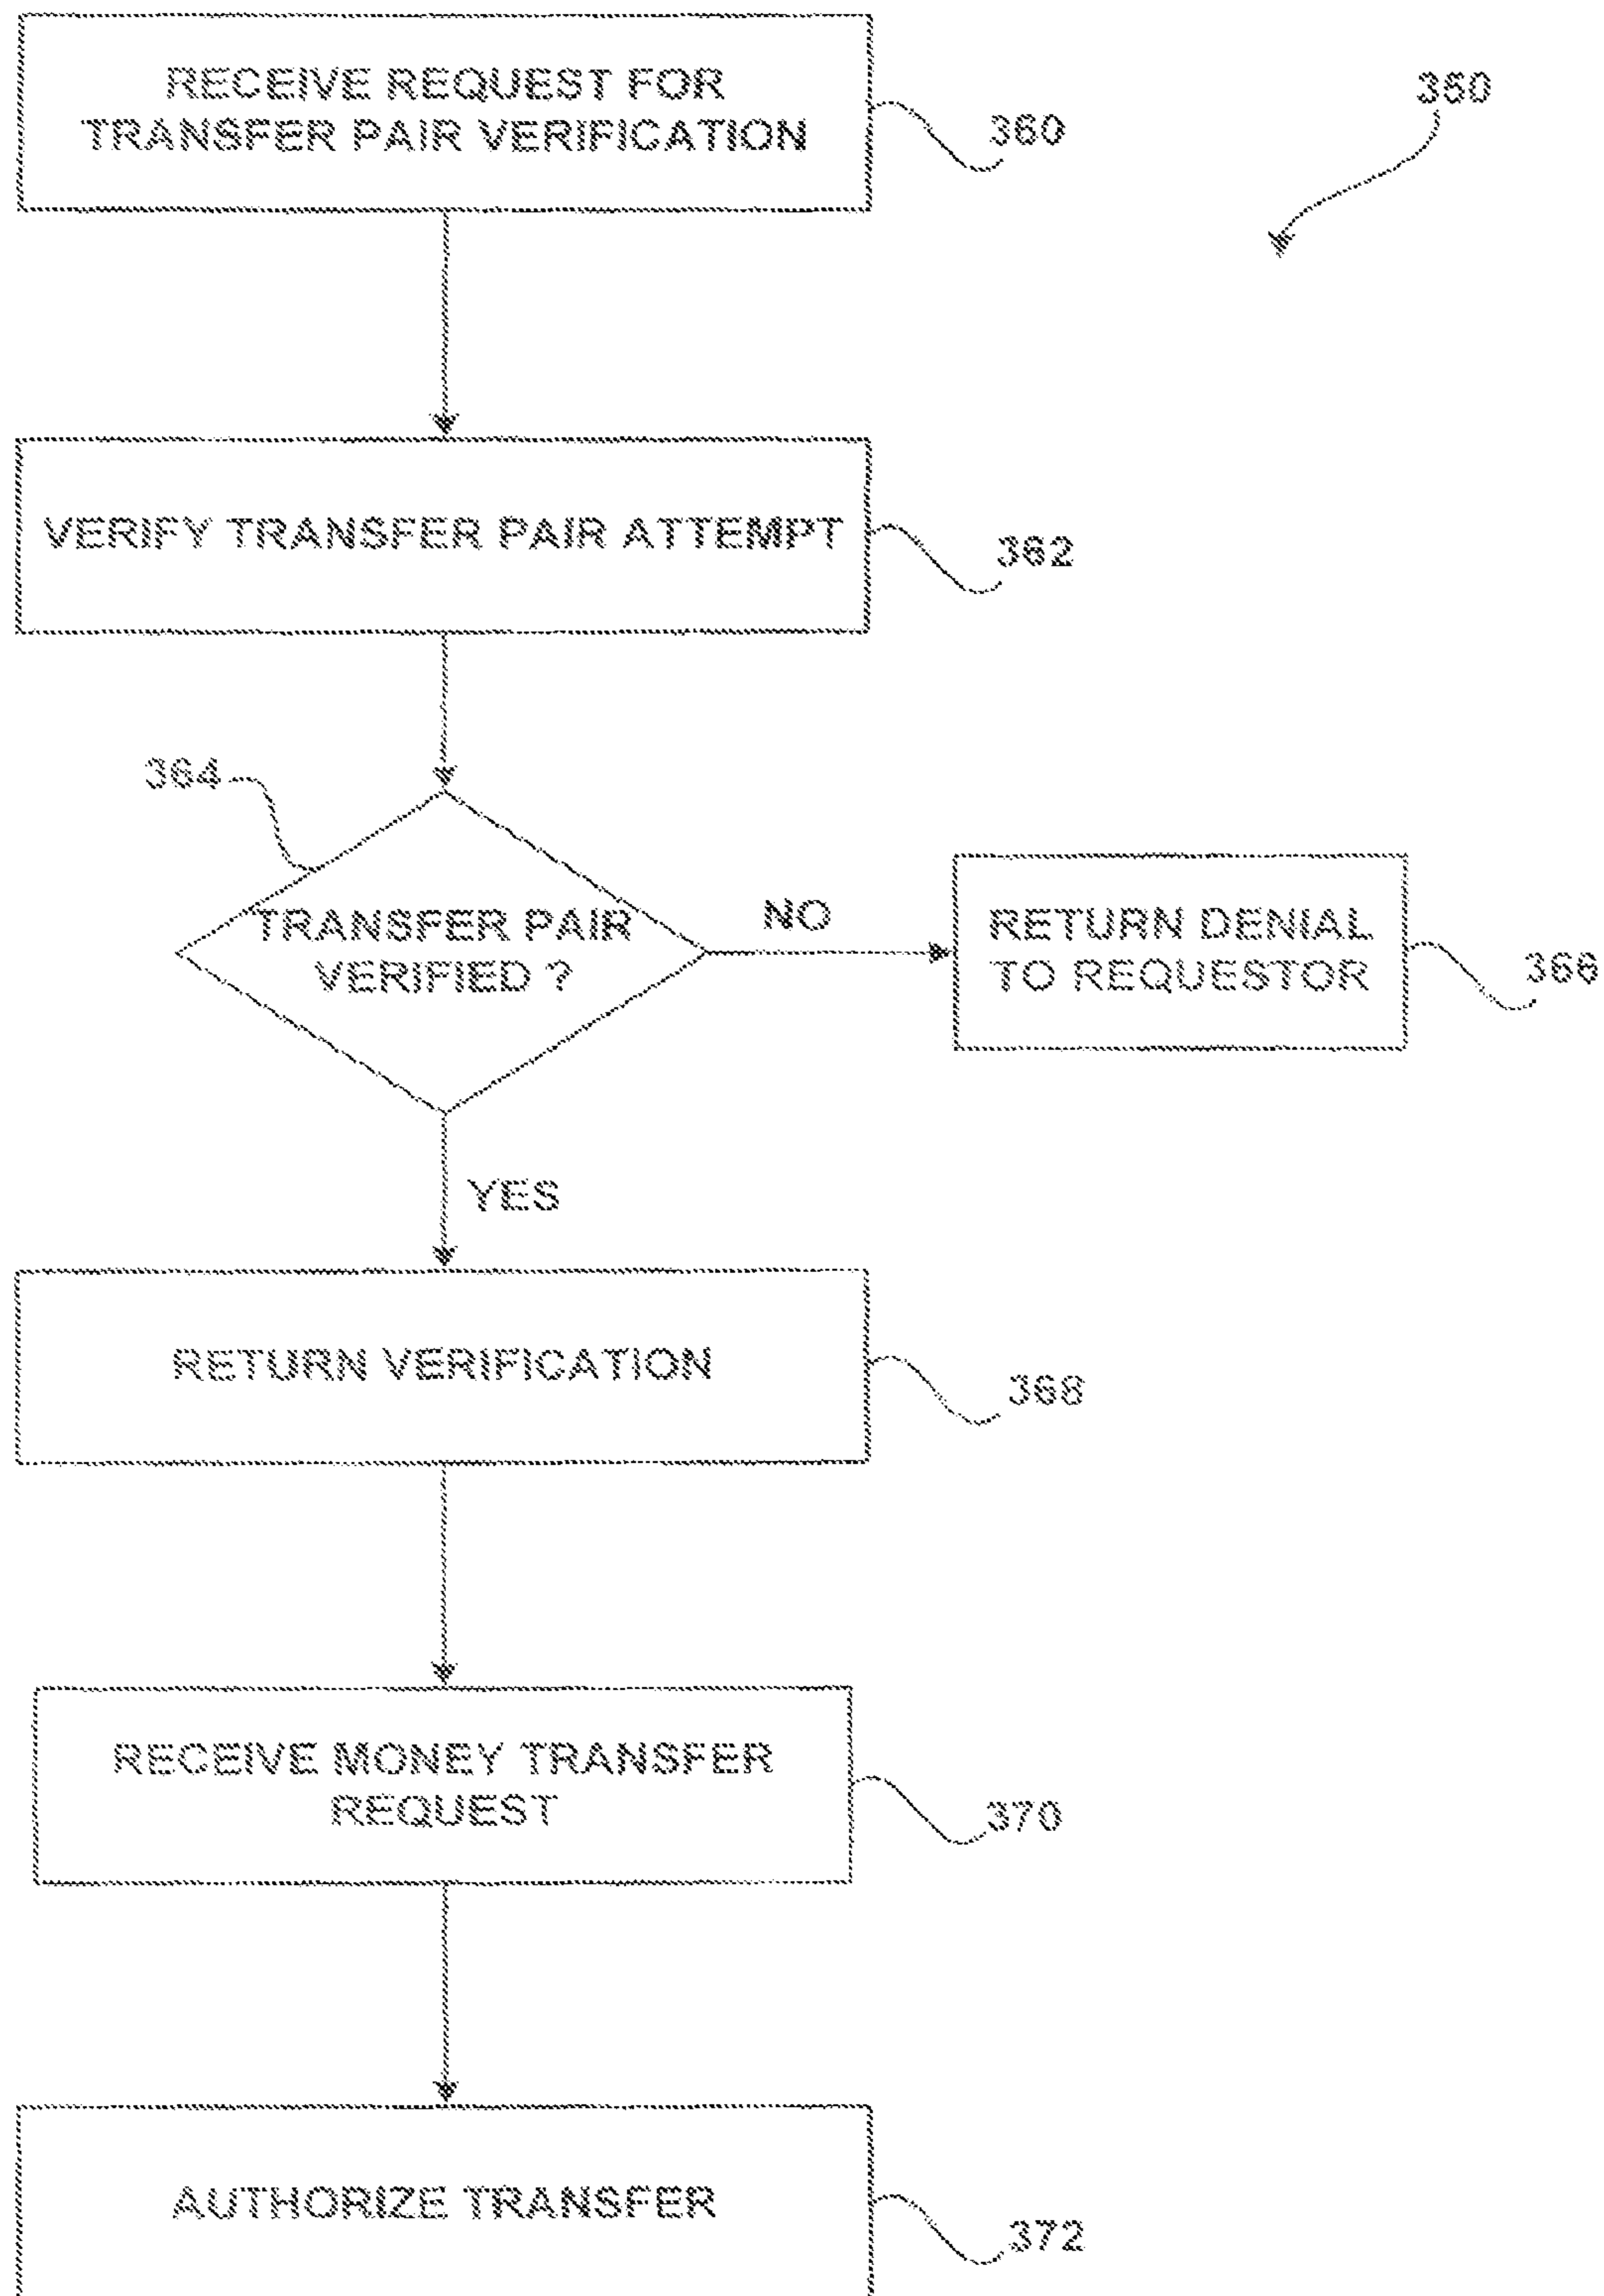 RECEIVE REQUEST FOR
TRANSFER PAIR VERIFICATION
360
350
VERIFY TRANSFER PAIR ATTEMPT
362
364
TRANSFER PAIR
VERIFIED ?
NO
RETURN DENIAL
TO REQUESTOR
366
YES
RETURN VERIFICATION
368
RECEIVE MONEY TRANSFER
REQUEST
370
AUTHORIZE TRANSFER
372